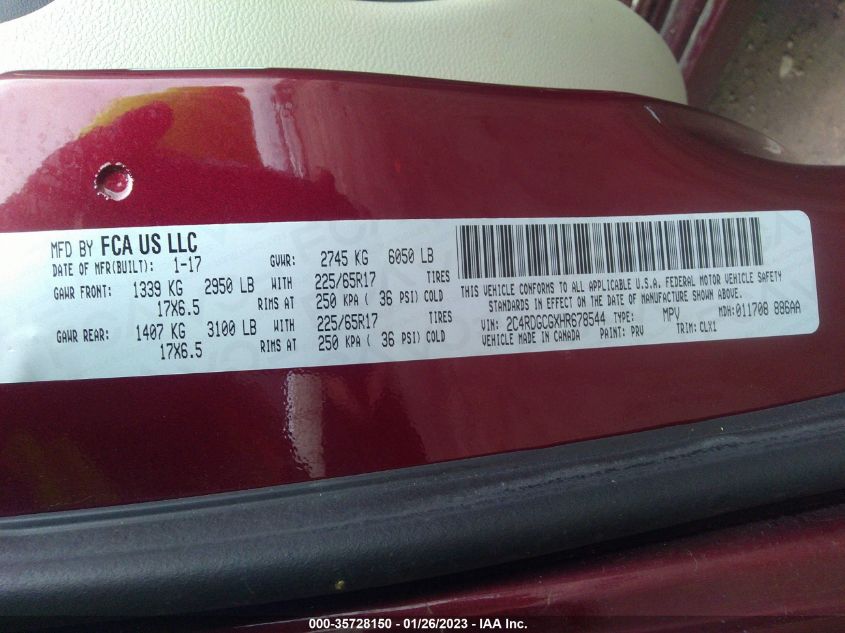 MFD BY FCA US LLC
DATE OF MFR(BUILT): 1-17 GVWR: 2745 KG 6050 LB
GAWR FRONT: 1339 KG 2950 LB WITH 225/65R17 TIRES
17X6.5 RIMS AT 250 KPA ( 36 PSI) COLD
GAWR REAR: 1407 KG 3100 LB WITH 225/65R17 TIRES
17X6.5 RIMS AT 250 KPA ( 36 PSI) COLD
THIS VEHICLE CONFORMS TO ALL APPLICABLE U.S.A. FEDERAL MOTOR VEHICLE SAFETY
STANDARDS IN EFFECT ON THE DATE OF MANUFACTURE SHOWN ABOVE.
VIN: 2C4RDGCGXHR678544 TYPE: MPV MDH: 011708 886AA
VEHICLE MADE IN CANADA PAINT: PRV TRIM: CLX1
000-35728150 — 01/26/2023 — IAA Inc.